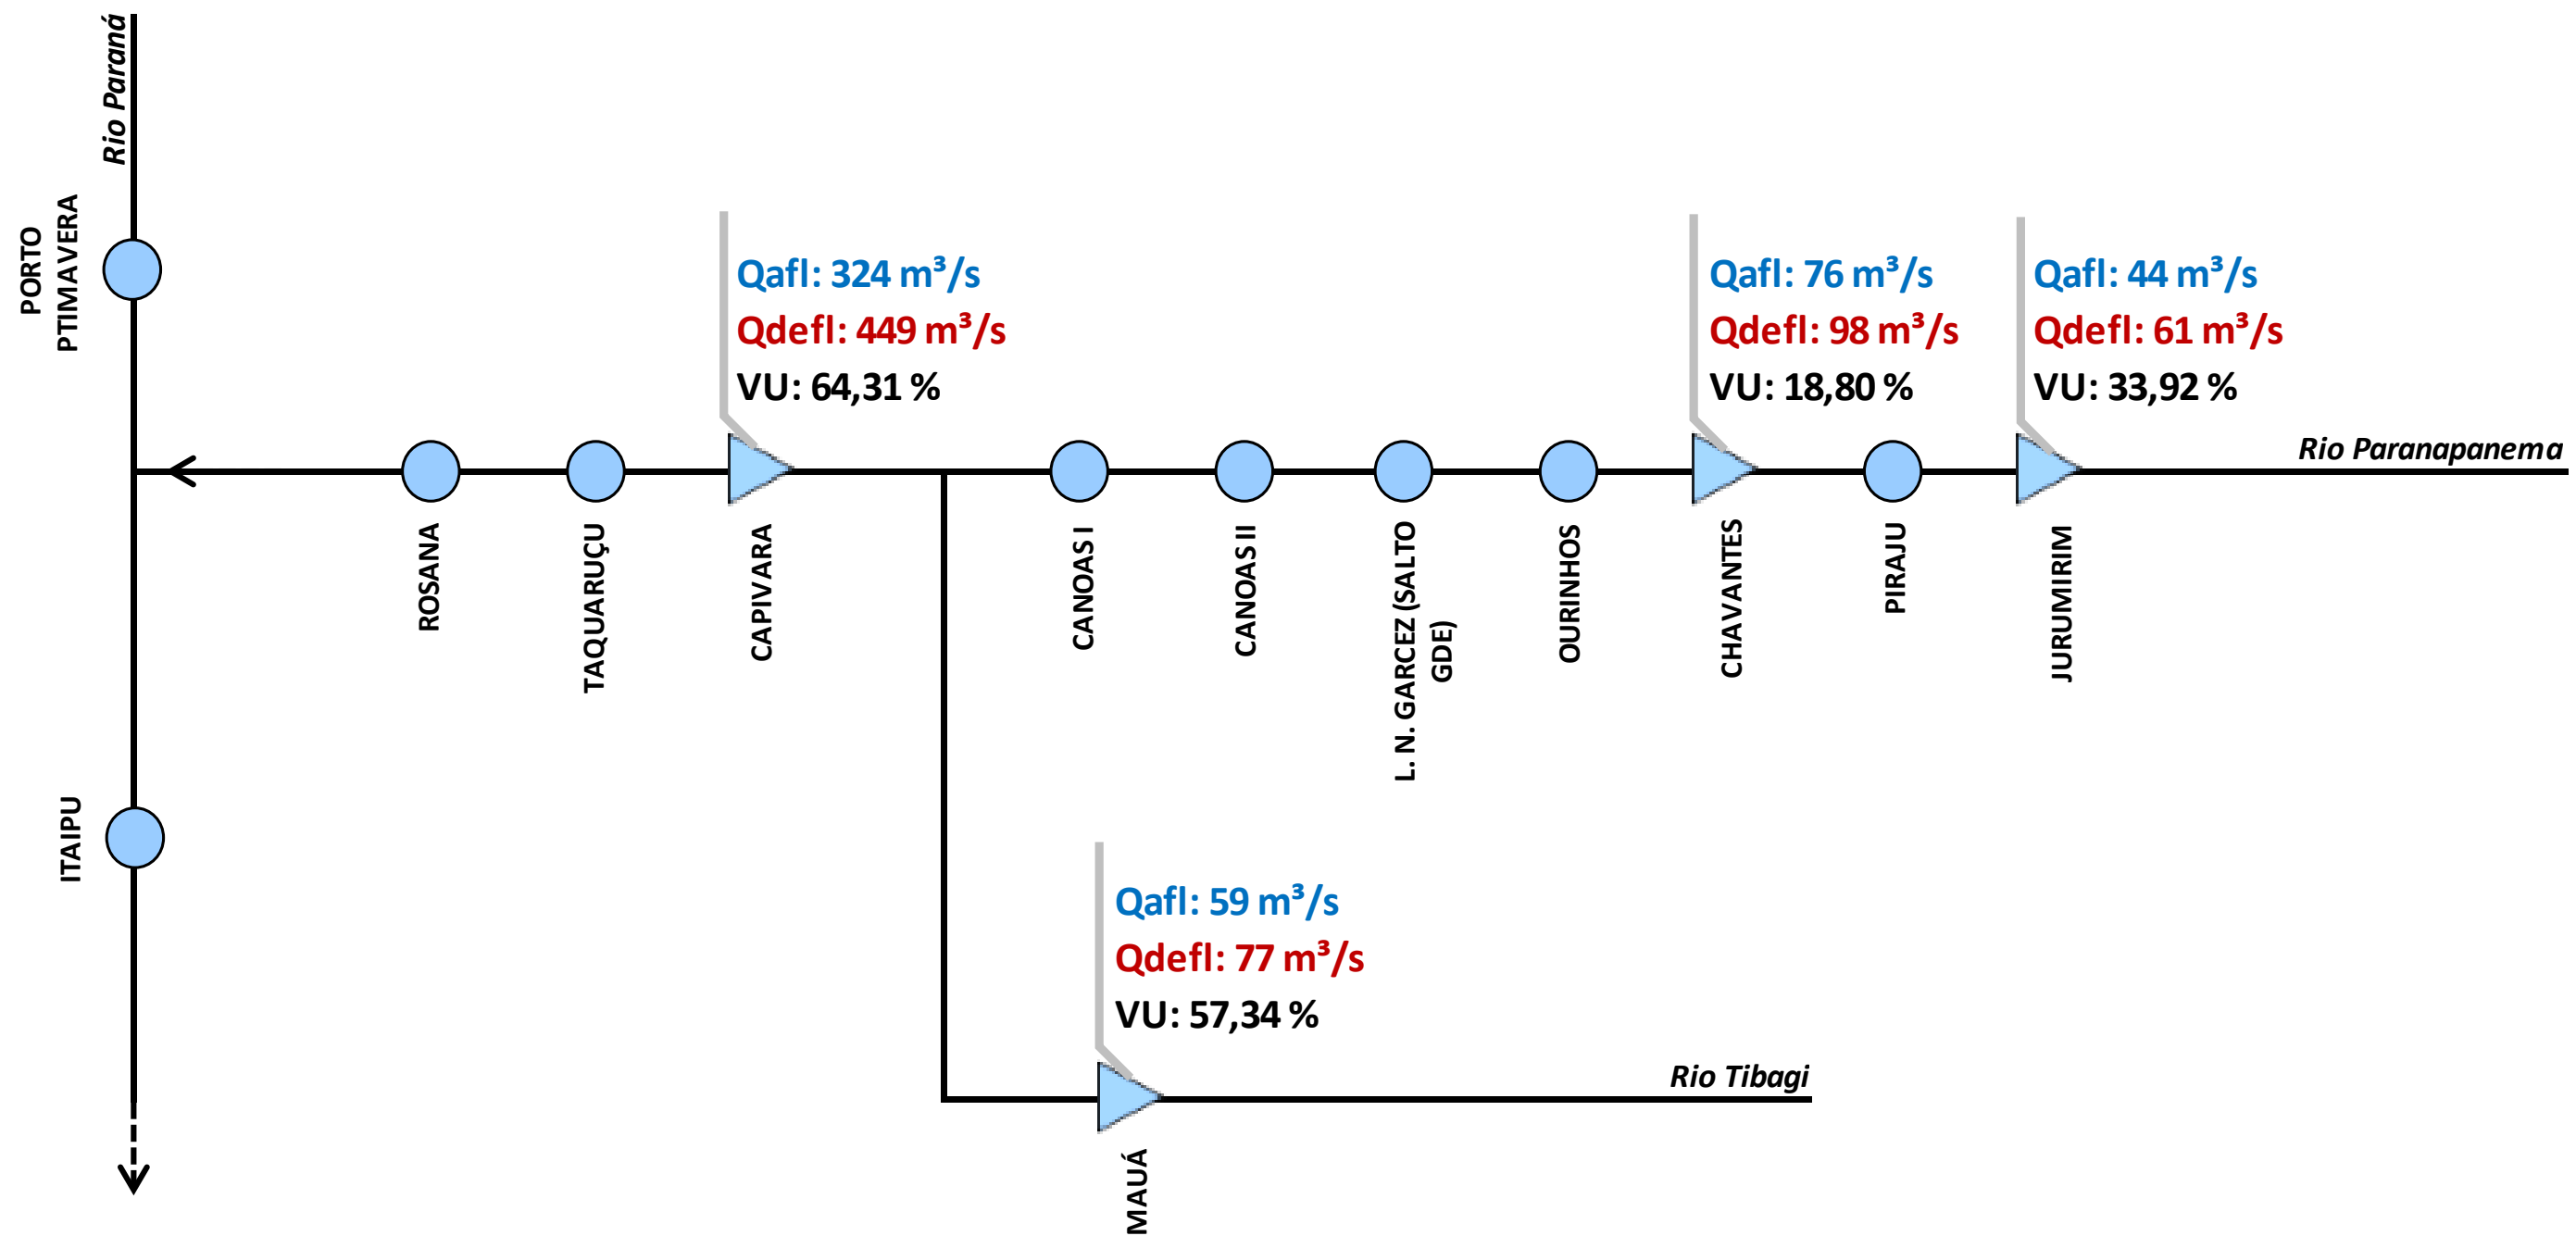 Rio Paraná
PORTO
PTIMAVERA
Qafl: 324 m³/s
Qdefl: 449 m³/s
VU: 64,31 %
Qafl: 76 m³/s
Qdefl: 98 m³/s
VU: 18,80 %
Qafl: 44 m³/s
Qdefl: 61 m³/s
VU: 33,92 %
Rio Paranapanema
ROSANA
TAQUARUÇU
CAPIVARA
CANOAS I
CANOAS II
L. N. GARCEZ (SALTO
GDE)
OURINHOS
CHAVANTES
PIRAJU
JURUMIRIM
ITAIPU
Qafl: 59 m³/s
Qdefl: 77 m³/s
VU: 57,34 %
Rio Tibagi
MAUÁ